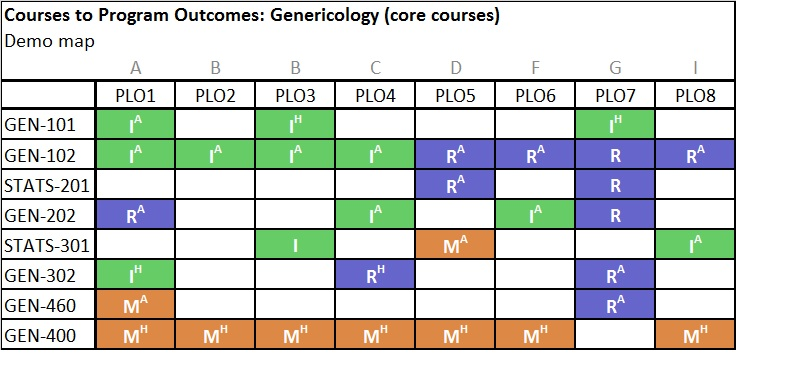 Courses to Program Outcomes: Genericology (core courses)
Demo map
A B B C D F G I
PLO1 PLO2 PLO3 PLO4 PLO5 PLO6 PLO7 PLO8
GEN-101 I^A I^H I^H
GEN-102 I^A I^A I^A I^A R^A R^A R R^A
STATS-201 R^A R
GEN-202 R^A I^A I^A R
STATS-301 I M^A I^A
GEN-302 I^H R^H R^A
GEN-460 M^A R^A
GEN-400 M^H M^H M^H M^H M^H M^H M^H